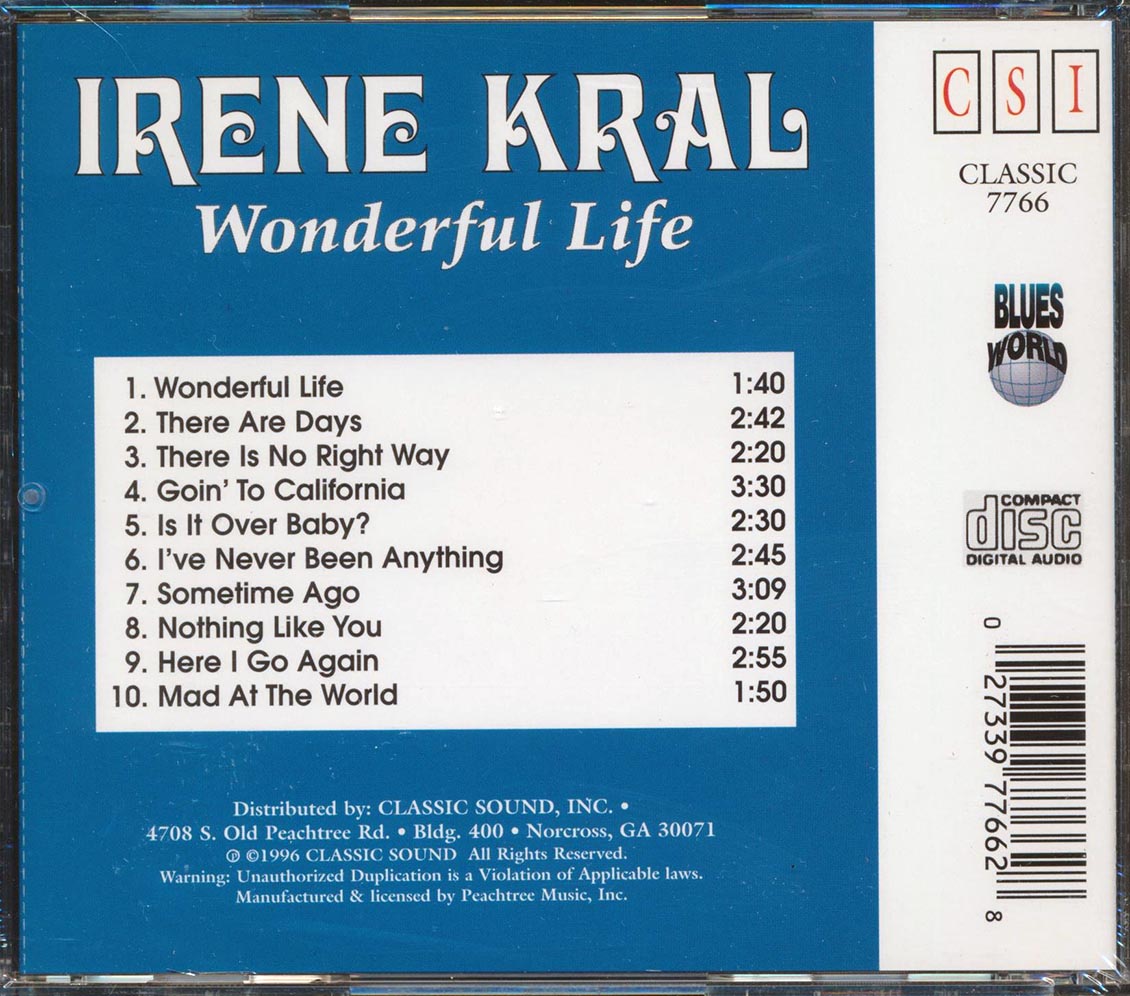 IRENE KRAL
Wonderful Life
1. Wonderful Life 1:40
2. There Are Days 2:42
3. There Is No Right Way 2:20
4. Goin' To California 3:30
5. Is It Over Baby? 2:30
6. I've Never Been Anything 2:45
7. Sometime Ago 3:09
8. Nothing Like You 2:20
9. Here I Go Again 2:55
10. Mad At The World 1:50
Distributed by: CLASSIC SOUND, INC. •
4708 S. Old Peachtree Rd. • Bldg. 400 • Norcross, GA 30071
℗ ©1996 CLASSIC SOUND All Rights Reserved.
Warning: Unauthorized Duplication is a Violation of Applicable laws.
Manufactured & licensed by Peachtree Music, Inc.
CSI
CLASSIC
7766
BLUES
WORLD
COMPACT
disc
DIGITAL AUDIO
0 27339 77662 8